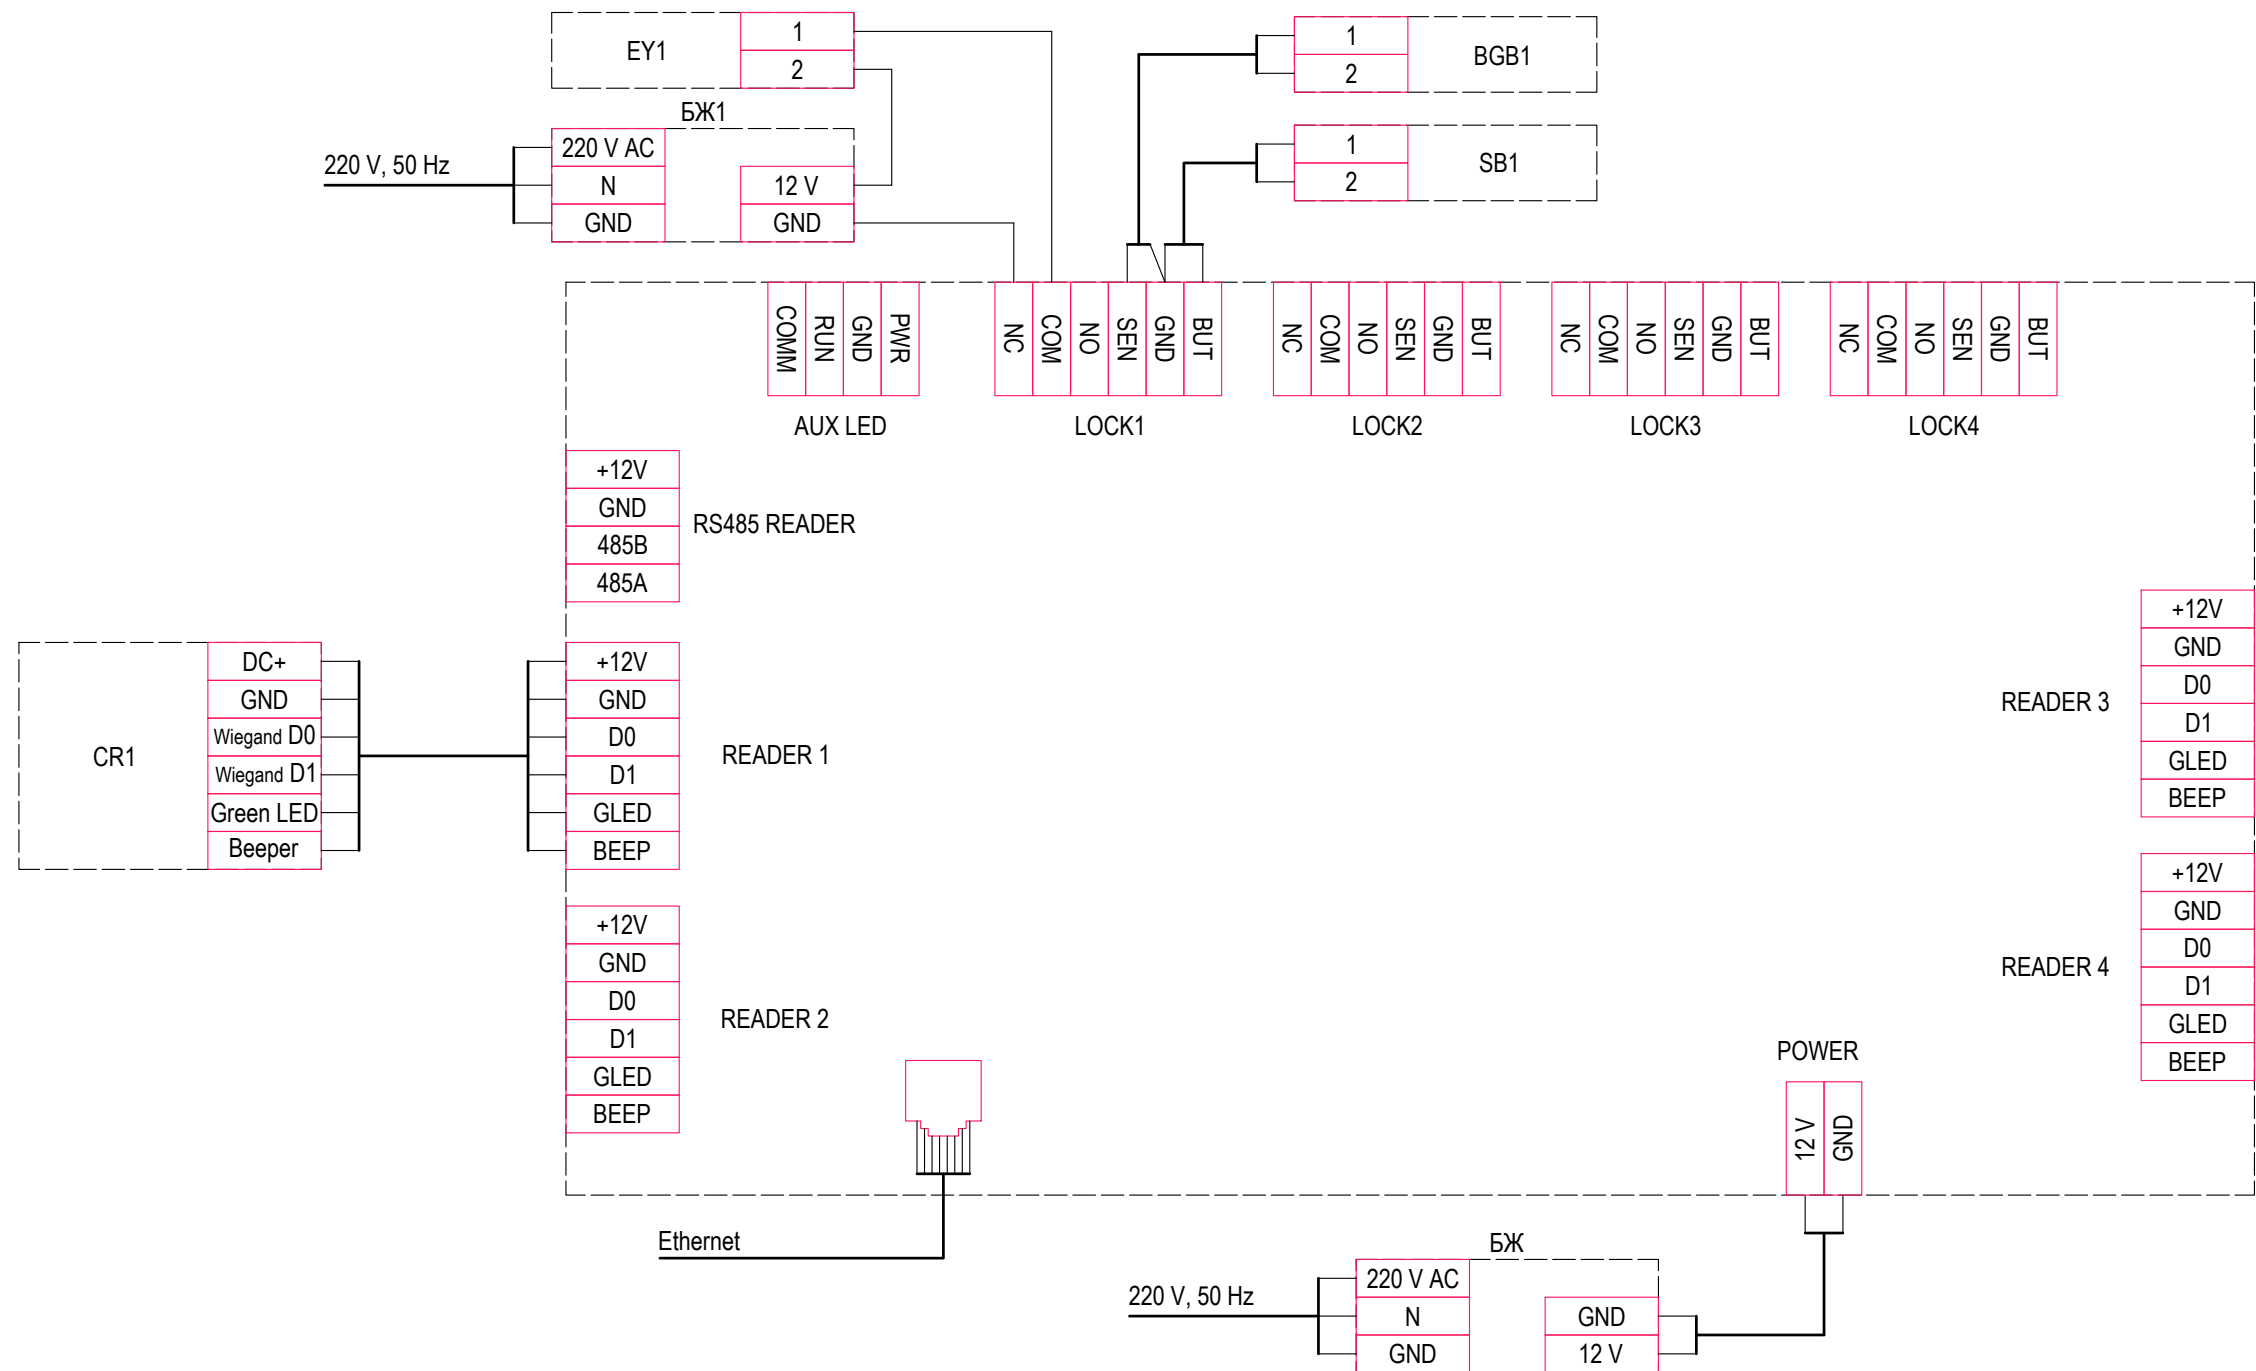 EY1
1
2
БЖ1
220 V, 50 Hz
220 V AC
N
GND
12 V
GND
1
2
BGB1
1
2
SB1
COMM
RUN
GND
PWR
AUX LED
NC
COM
NO
SEN
GND
BUT
LOCK1
NC
COM
NO
SEN
GND
BUT
LOCK2
NC
COM
NO
SEN
GND
BUT
LOCK3
NC
COM
NO
SEN
GND
BUT
LOCK4
+12V
GND
485B
485A
RS485 READER
CR1
DC+
GND
Wiegand D0
Wiegand D1
Green LED
Beeper
+12V
GND
D0
D1
GLED
BEEP
READER 1
+12V
GND
D0
D1
GLED
BEEP
READER 2
READER 3
+12V
GND
D0
D1
GLED
BEEP
READER 4
+12V
GND
D0
D1
GLED
BEEP
POWER
12 V
GND
Ethernet
БЖ
220 V, 50 Hz
220 V AC
N
GND
GND
12 V